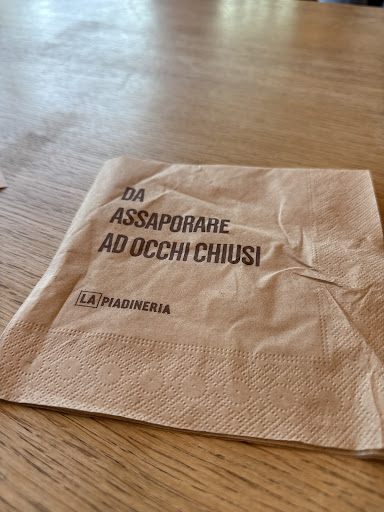 DA
ASSAPORARE
AD OCCHI CHIUSI
LA PIADINERIA